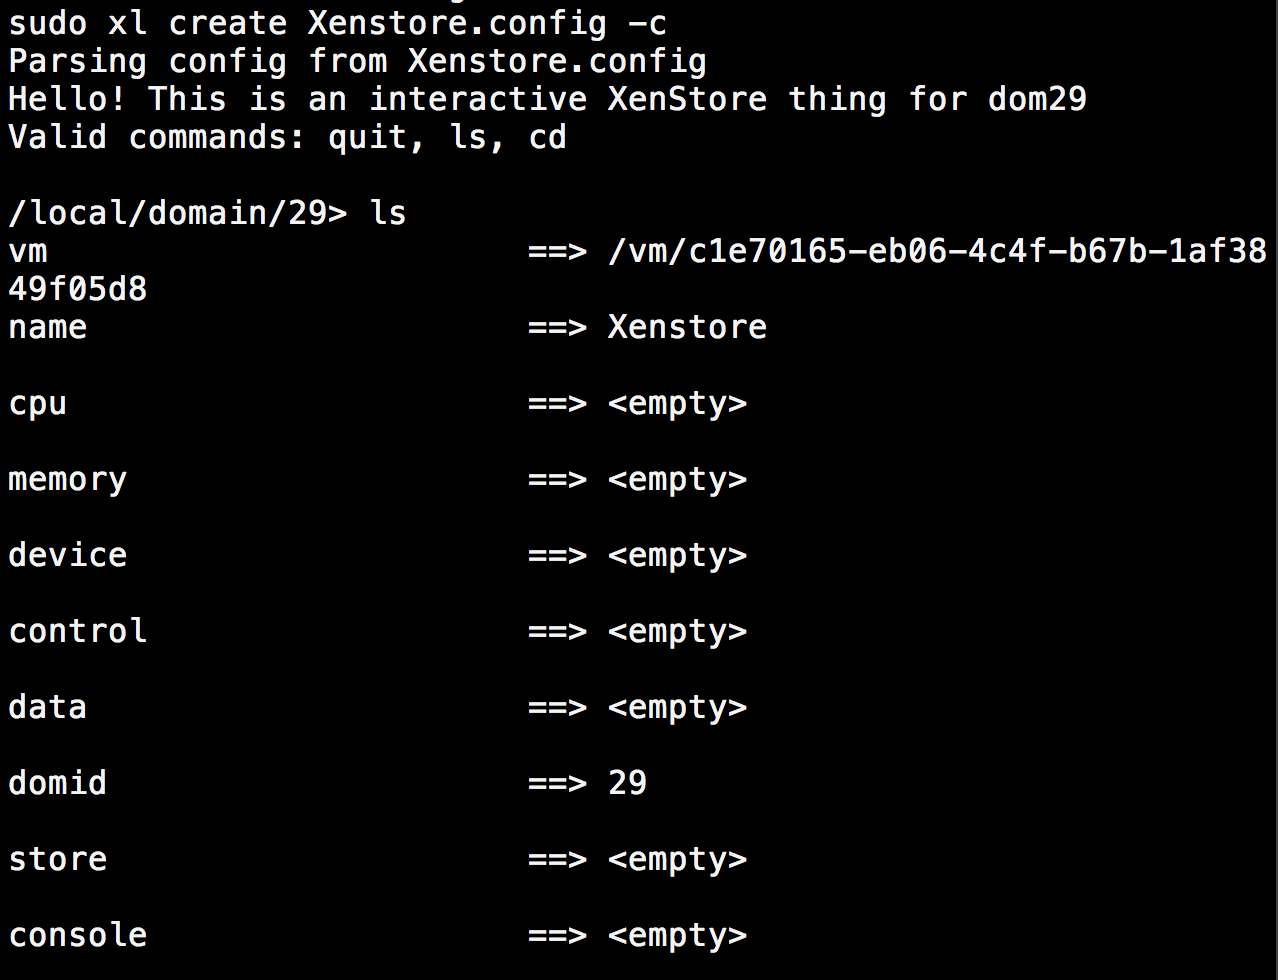 sudo xl create Xenstore.config -c
Parsing config from Xenstore.config
Hello! This is an interactive XenStore thing for dom29
Valid commands: quit, ls, cd
/local/domain/29> ls
vm ==> /vm/c1e70165-eb06-4c4f-b67b-1af38
49f05d8
name ==> Xenstore
cpu ==> <empty>
memory ==> <empty>
device ==> <empty>
control ==> <empty>
data ==> <empty>
domid ==> 29
store ==> <empty>
console ==> <empty>